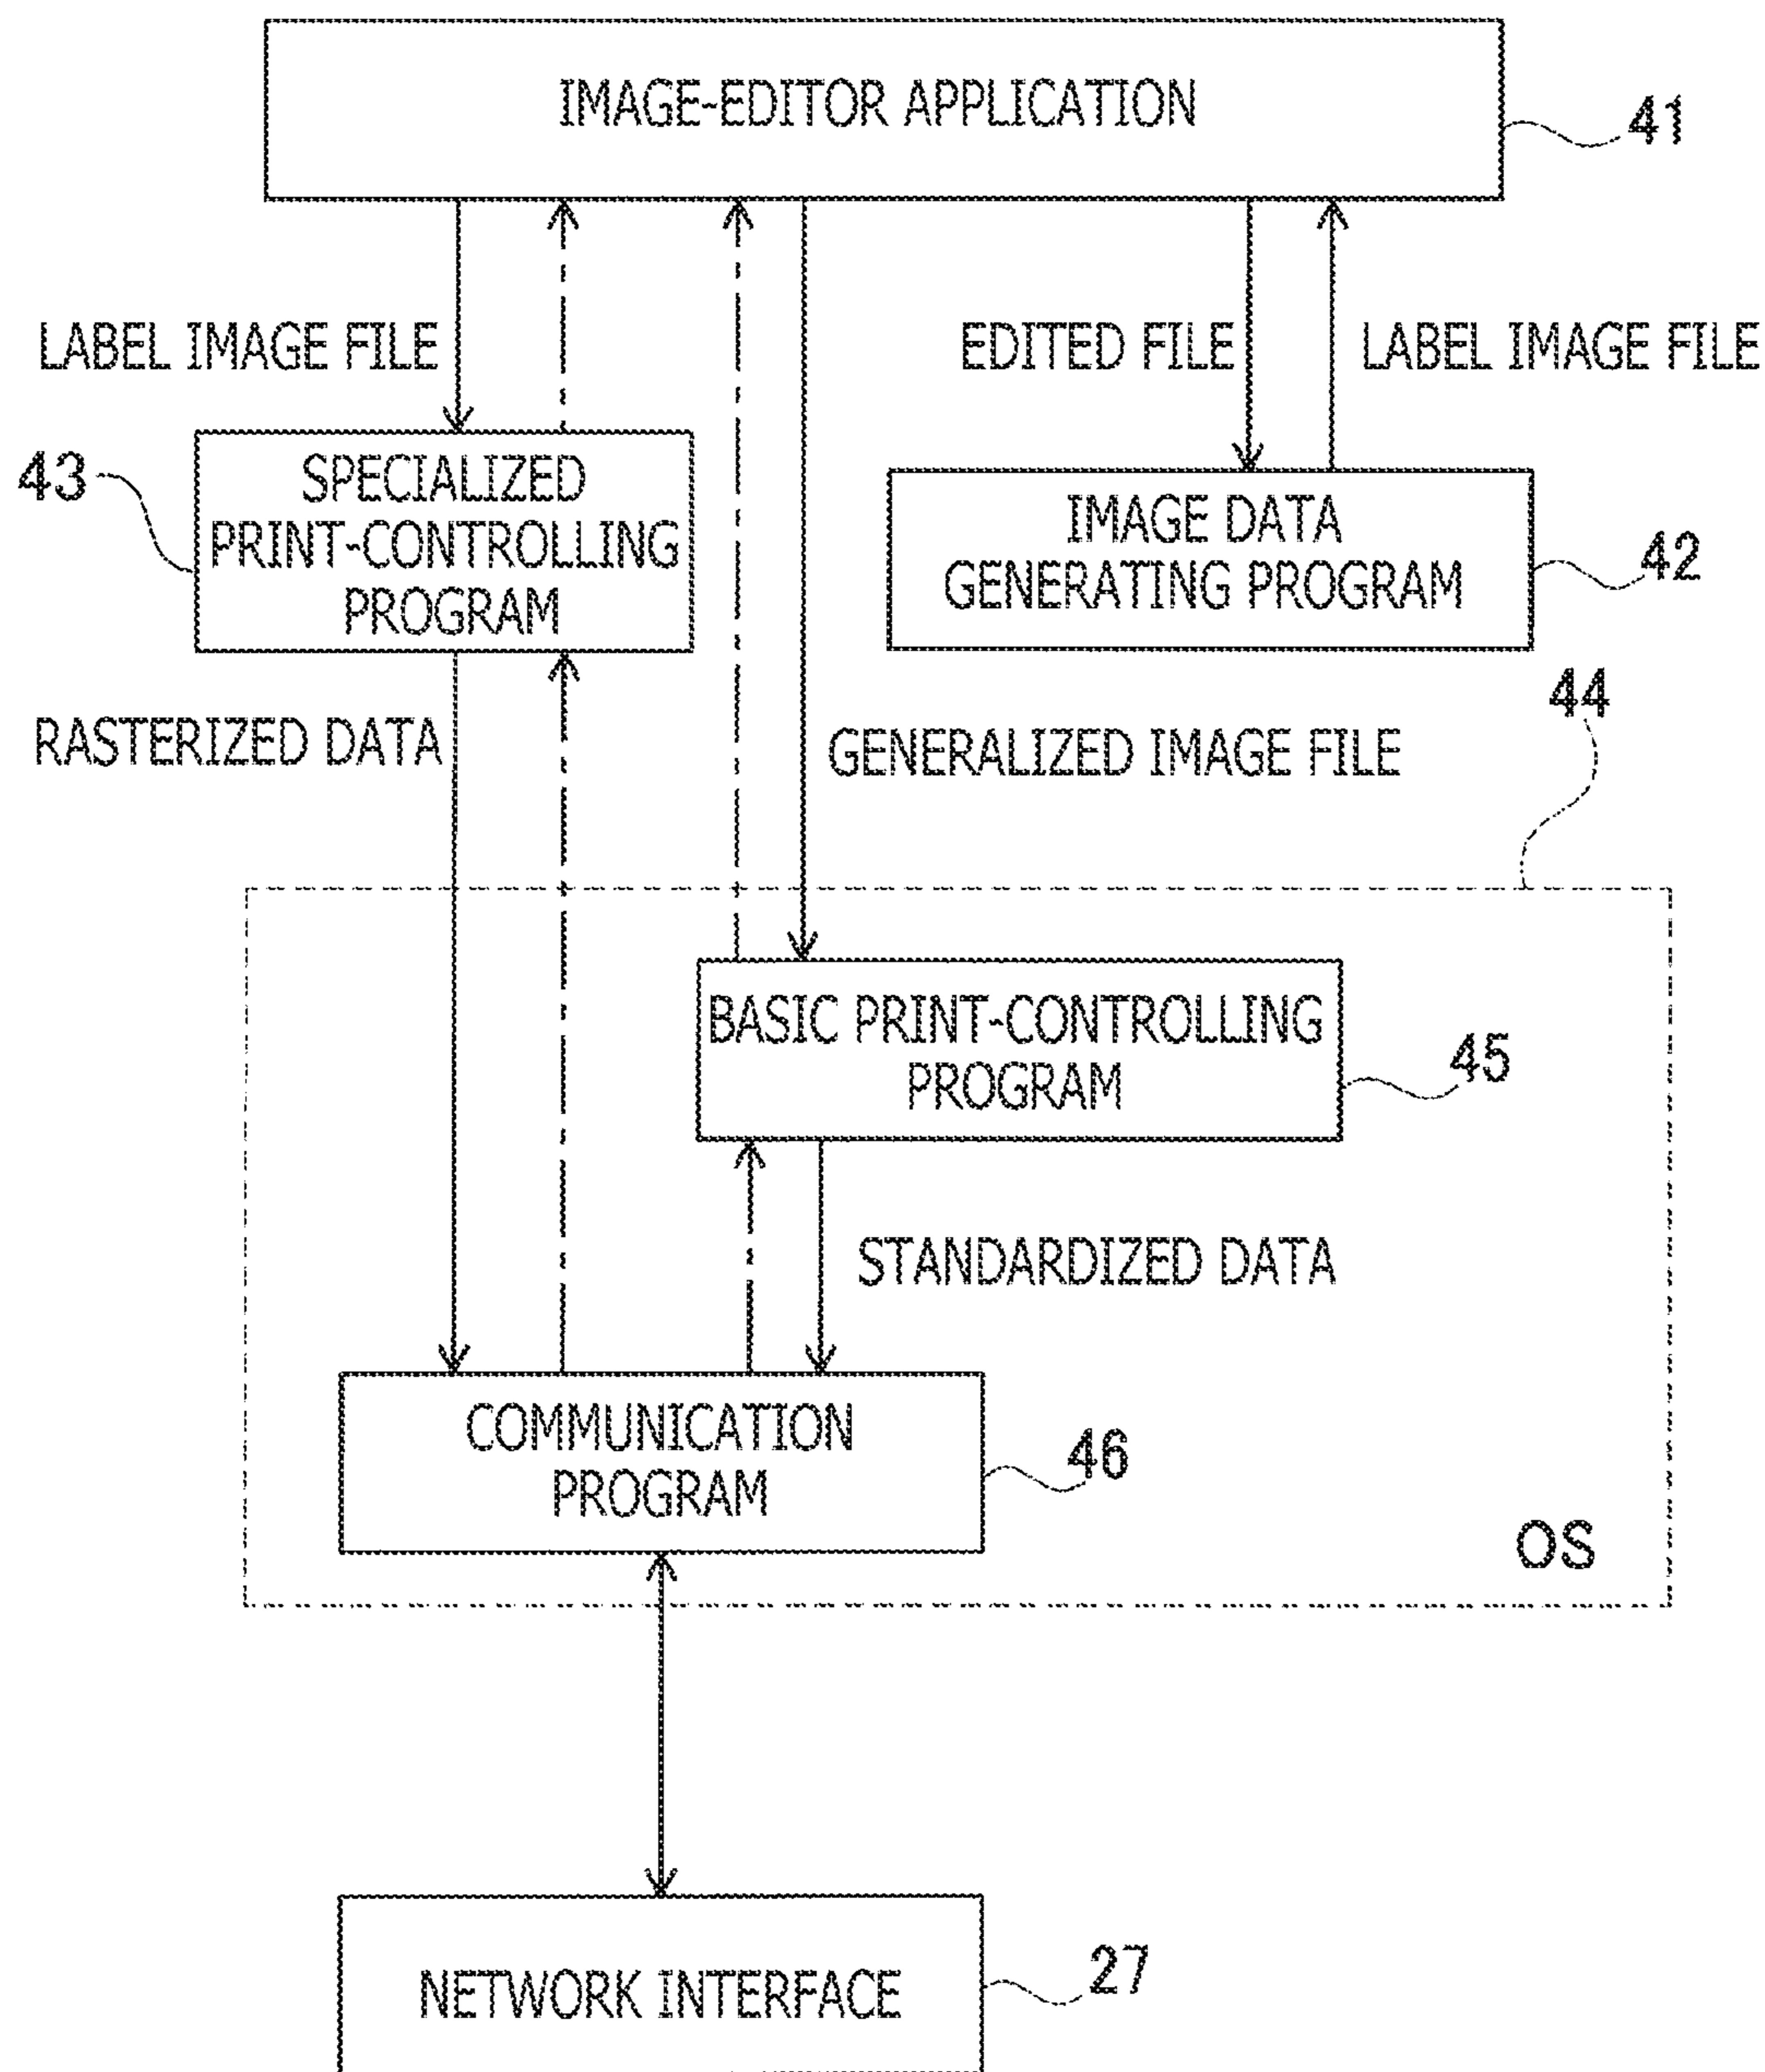 IMAGE-EDITOR APPLICATION
41
LABEL IMAGE FILE
EDITED FILE
LABEL IMAGE FILE
43
SPECIALIZED
PRINT-CONTROLLING
PROGRAM
IMAGE DATA
GENERATING PROGRAM
42
44
RASTERIZED DATA
GENERALIZED IMAGE FILE
BASIC PRINT-CONTROLLING
PROGRAM
45
STANDARDIZED DATA
COMMUNICATION
PROGRAM
46
OS
NETWORK INTERFACE
27